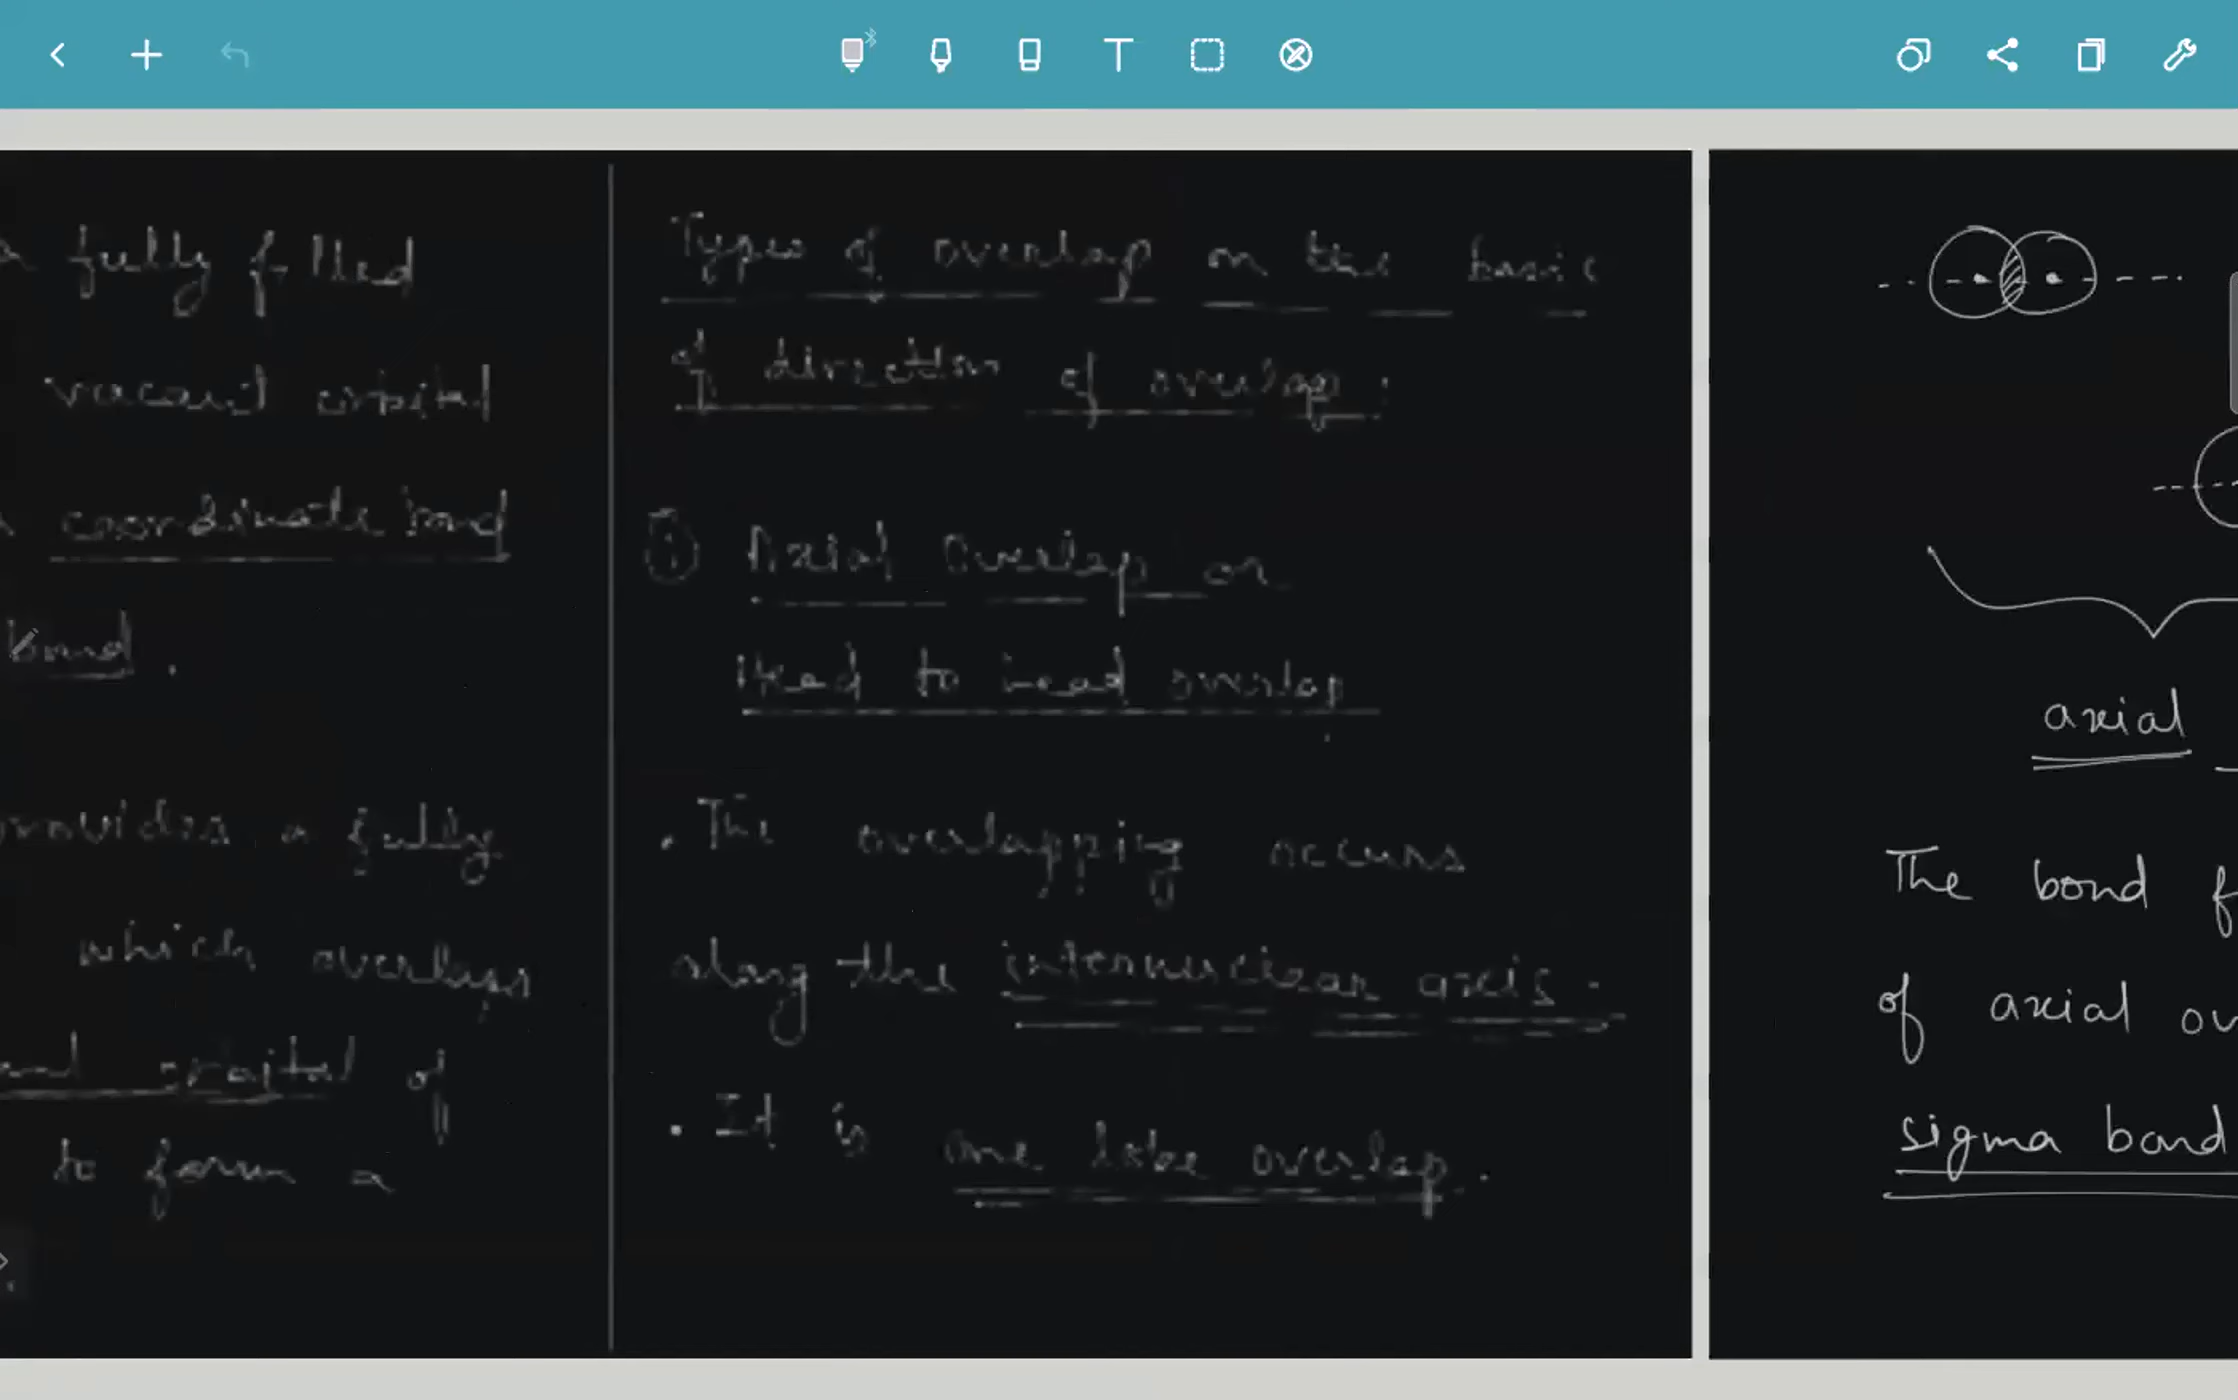 a fully filled
vacant orbital
coordinate bond
bond.
provides a fully
which overlaps
orbital of
to form a
Types of overlap on the basis
of direction of overlap:
① Axial overlap or
Head to head overlap
. The overlapping occurs
along the internuclear axis.
. It is one lobe overlap.
axial
The bond f
of axial ov
sigma bond
T